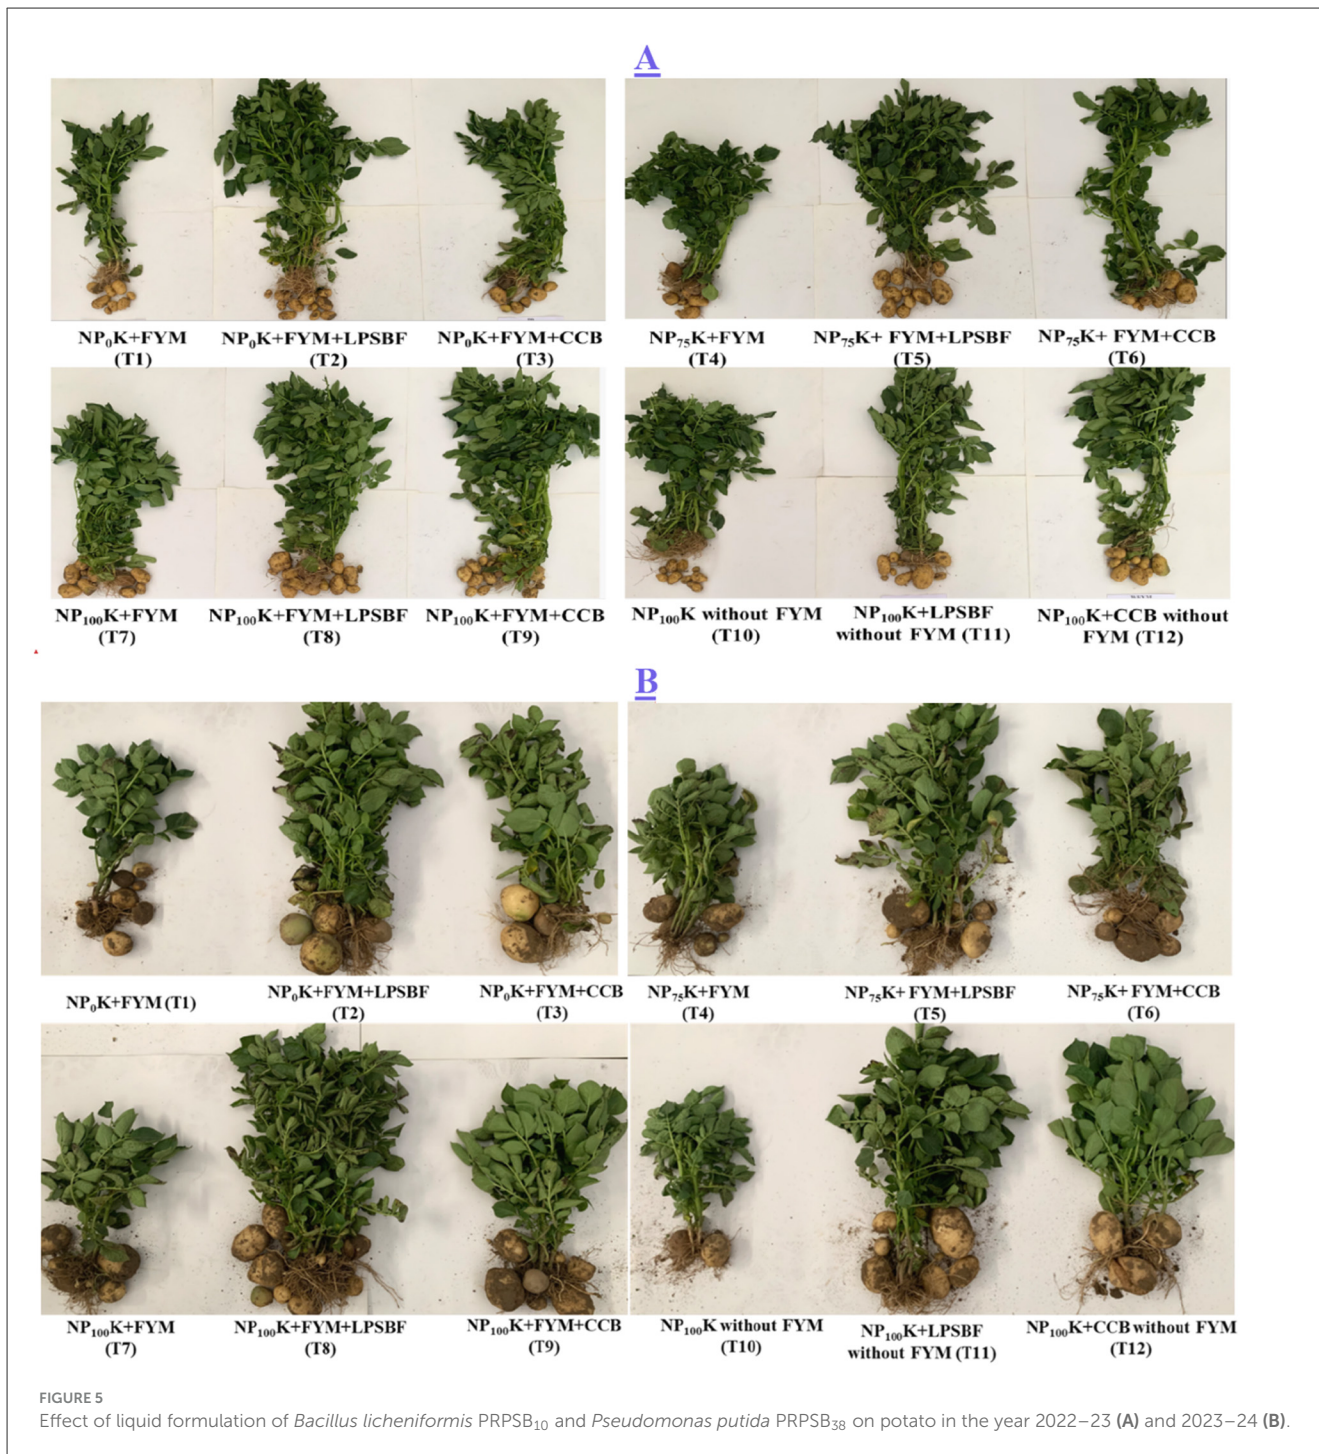 A
NP₀K+FYM
(T1)
NP₀K+FYM+LPSBF
(T2)
NP₀K+FYM+CCB
(T3)
NP₇₅K+FYM
(T4)
NP₇₅K+ FYM+LPSBF
(T5)
NP₇₅K+ FYM+CCB
(T6)
NP₁₀₀K+FYM
(T7)
NP₁₀₀K+FYM+LPSBF
(T8)
NP₁₀₀K+FYM+CCB
(T9)
NP₁₀₀K without FYM
(T10)
NP₁₀₀K+LPSBF
without FYM (T11)
NP₁₀₀K+CCB without
FYM (T12)
B
NP₀K+FYM (T1)
NP₀K+FYM+LPSBF
(T2)
NP₀K+FYM+CCB
(T3)
NP₇₅K+FYM
(T4)
NP₇₅K+ FYM+LPSBF
(T5)
NP₇₅K+ FYM+CCB
(T6)
NP₁₀₀K+FYM
(T7)
NP₁₀₀K+FYM+LPSBF
(T8)
NP₁₀₀K+FYM+CCB
(T9)
NP₁₀₀K without FYM
(T10)
NP₁₀₀K+LPSBF
without FYM (T11)
NP₁₀₀K+CCB without FYM
(T12)
FIGURE 5
Effect of liquid formulation of Bacillus licheniformis PRPSB₁₀ and Pseudomonas putida PRPSB₃₈ on potato in the year 2022–23 (A) and 2023–24 (B).